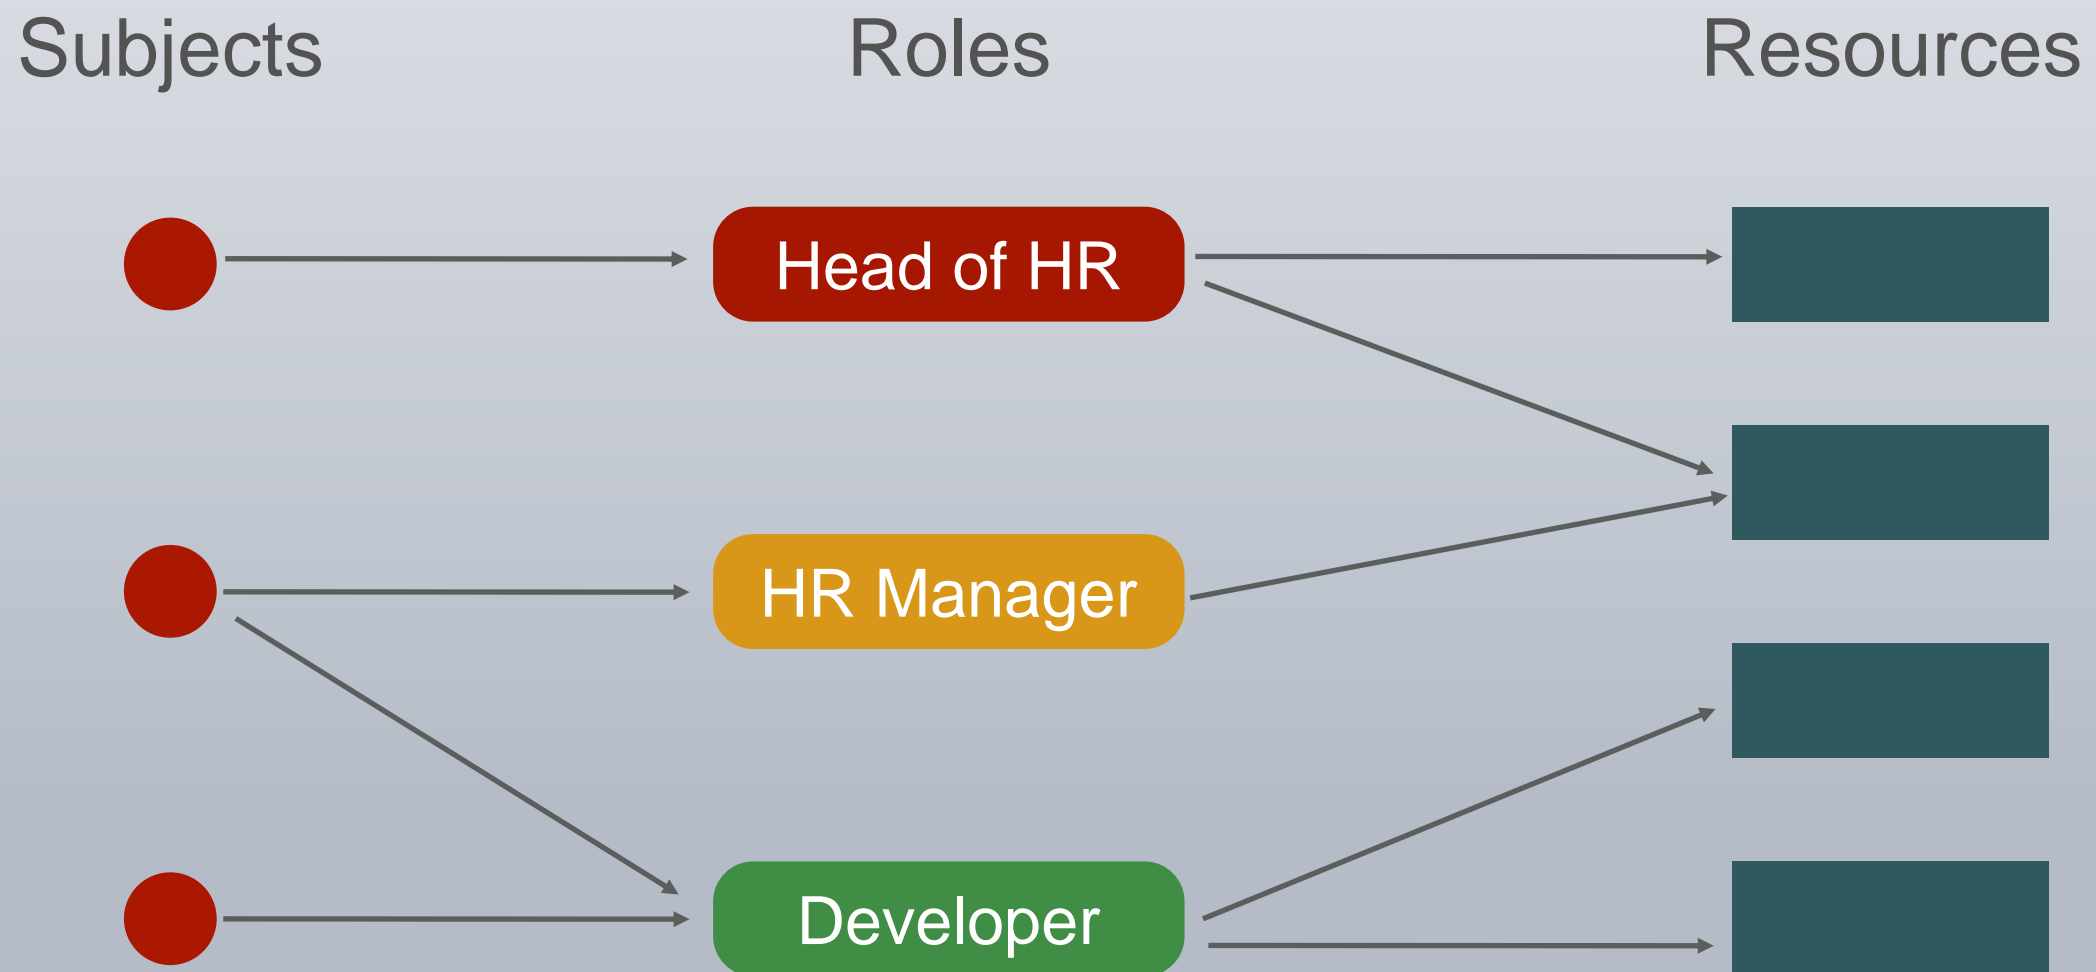 Subjects
Roles
Resources
Head of HR
HR Manager
Developer